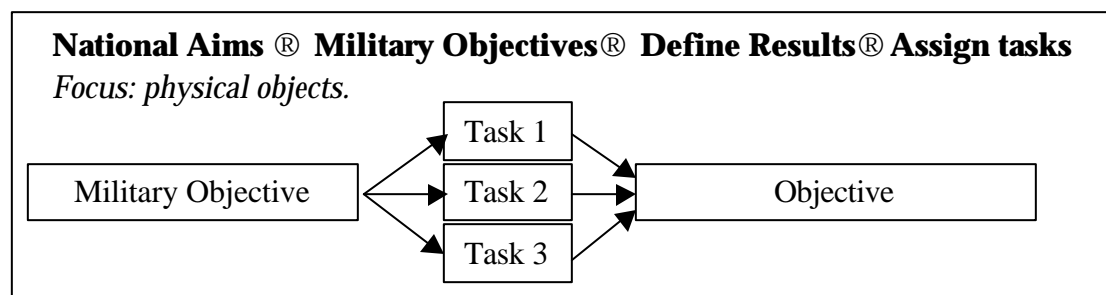 National Aims ® Military Objectives® Define Results® Assign tasks
Focus: physical objects.
Task 1
Military Objective
Task 2
Objective
Task 3